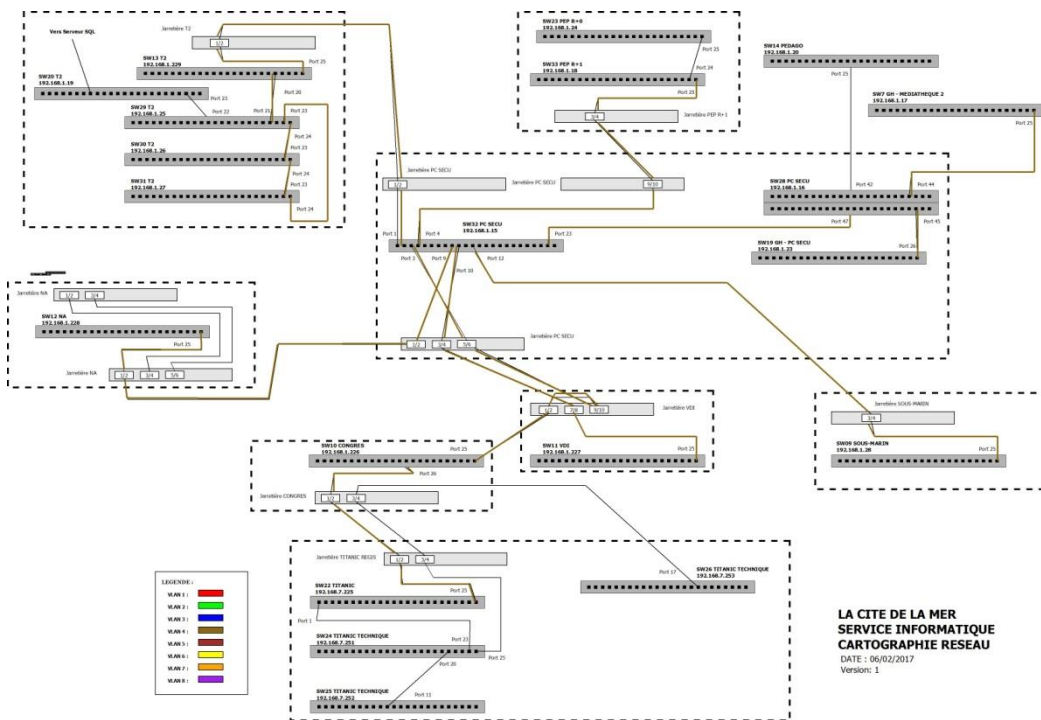 Vers Serveur SQL
Jarretière T2
1/2
SW13 T2
192.168.1.229
Port 25
Port 20
SW20 T2
192.168.1.19
Port 21
Port 22
SW29 T2
192.168.1.25
Port 21
Port 23
Port 24
SW30 T2
192.168.1.26
Port 23
Port 24
SW31 T2
192.168.1.27
Port 23
Port 24
SW23 PEP R+0
192.168.1.24
Port 25
SW33 PEP R+1
192.168.1.18
Port 24
Port 25
3/4
Jarretière PEP R+1
SW14 PEDAGO
192.168.1.20
Port 25
SW7 GH - MEDIATHEQUE 2
192.168.1.17
Port 25
Jarretière PC SECU
1/2
Jarretière PC SECU
9/10
SW28 PC SECU
192.168.1.16
Port 42
Port 44
Port 47
Port 45
SW32 PC SECU
192.168.1.15
Port 1
Port 4
Port 23
Port 2
Port 9
Port 10
Port 12
SW19 GH - PC SECU
192.168.1.23
Port 26
1/2
3/4
5/6
Jarretière PC SECU
Jarretière NA
1/2
3/4
SW12 NA
192.168.1.228
Port 25
Jarretière NA
1/2
3/4
5/6
1/2
7/8
9/10
Jarretière VDI
SW11 VDI
192.168.1.227
Port 25
Jarretière SOUS-MARIN
3/4
SW09 SOUS-MARIN
192.168.1.28
Port 25
SW10 CONGRES
192.168.1.226
Port 25
Port 26
Jarretière CONGRES
1/2
3/4
Jarretière TITANIC REGIS
1/2
3/4
SW22 TITANIC
192.168.7.225
Port 25
Port 1
SW24 TITANIC TECHNIQUE
192.168.7.251
Port 23
Port 25
Port 26
SW25 TITANIC TECHNIQUE
192.168.7.252
Port 11
Port 17
SW26 TITANIC TECHNIQUE
192.168.7.253
LEGENDE :
VLAN 1 :
VLAN 2 :
VLAN 3 :
VLAN 4 :
VLAN 5 :
VLAN 6 :
VLAN 7 :
VLAN 8 :
LA CITE DE LA MER
SERVICE INFORMATIQUE
CARTOGRAPHIE RESEAU
DATE : 06/02/2017
Version: 1